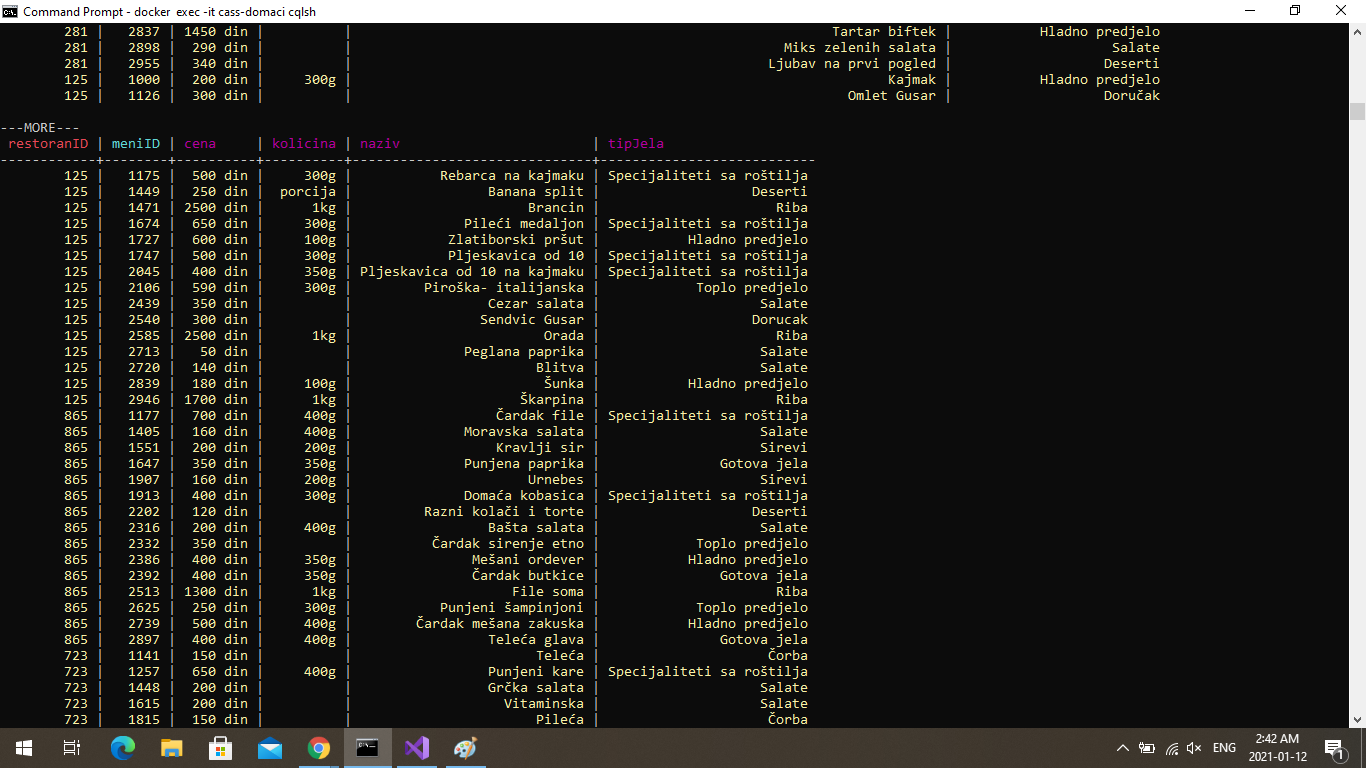 Command Prompt - docker exec -it cass-domaci cqlsh
281 | 2837 | 1450 din | | Tartar biftek | Hladno predjelo
281 | 2898 | 290 din | | Miks zelenih salata | Salate
281 | 2955 | 340 din | | Ljubav na prvi pogled | Deserti
125 | 1000 | 200 din | 300g | Kajmak | Hladno predjelo
125 | 1126 | 300 din | | Omlet Gusar | Doručak
---MORE---
restoranID | meniID | cena | kolicina | naziv | tipJela
------------+--------+----------+----------+------------------------------+---------------------------
125 | 1175 | 500 din | 300g | Rebarca na kajmaku | Specijaliteti sa roštilja
125 | 1449 | 250 din | porcija | Banana split | Deserti
125 | 1471 | 2500 din | 1kg | Brancin | Riba
125 | 1674 | 650 din | 300g | Pileći medaljon | Specijaliteti sa roštilja
125 | 1727 | 600 din | 100g | Zlatiborski pršut | Hladno predjelo
125 | 1747 | 500 din | 300g | Pljeskavica od 10 | Specijaliteti sa roštilja
125 | 2045 | 400 din | 350g | Pljeskavica od 10 na kajmaku | Specijaliteti sa roštilja
125 | 2106 | 590 din | 300g | Piroška- italijanska | Toplo predjelo
125 | 2439 | 350 din | | Cezar salata | Salate
125 | 2540 | 300 din | | Sendvic Gusar | Dorucak
125 | 2585 | 2500 din | 1kg | Orada | Riba
125 | 2713 | 50 din | | Peglana paprika | Salate
125 | 2720 | 140 din | | Blitva | Salate
125 | 2839 | 180 din | 100g | Šunka | Hladno predjelo
125 | 2946 | 1700 din | 1kg | Škarpina | Riba
865 | 1177 | 700 din | 400g | Čardak file | Specijaliteti sa roštilja
865 | 1405 | 160 din | 400g | Moravska salata | Salate
865 | 1551 | 200 din | 200g | Kravlji sir | Sirevi
865 | 1647 | 350 din | 350g | Punjena paprika | Gotova jela
865 | 1907 | 160 din | 200g | Urnebes | Sirevi
865 | 1913 | 400 din | 300g | Domaća kobasica | Specijaliteti sa roštilja
865 | 2202 | 120 din | | Razni kolači i torte | Deserti
865 | 2316 | 200 din | 400g | Bašta salata | Salate
865 | 2332 | 350 din | | Čardak sirenje etno | Toplo predjelo
865 | 2386 | 400 din | 350g | Mešani ordever | Hladno predjelo
865 | 2392 | 400 din | 350g | Čardak butkice | Gotova jela
865 | 2513 | 1300 din | 1kg | File soma | Riba
865 | 2625 | 250 din | 300g | Punjeni šampinjoni | Toplo predjelo
865 | 2739 | 500 din | 400g | Čardak mešana zakuska | Hladno predjelo
865 | 2897 | 400 din | 400g | Teleća glava | Gotova jela
723 | 1141 | 150 din | | Teleća | Čorba
723 | 1257 | 650 din | 400g | Punjeni kare | Specijaliteti sa roštilja
723 | 1448 | 200 din | | Grčka salata | Salate
723 | 1615 | 200 din | | Vitaminska | Salate
723 | 1815 | 150 din | | Pileća | Čorba
ENG
2:42 AM
2021-01-12
1